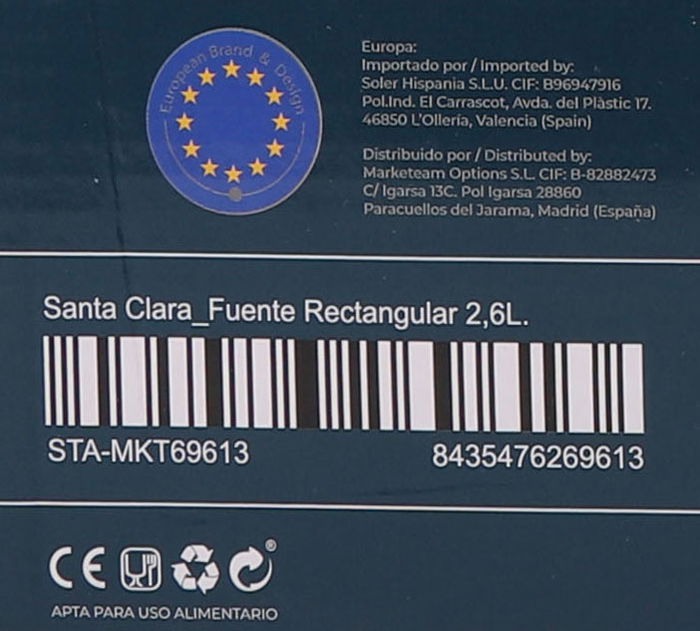 European Brand & Design
Europa:
Importado por / Imported by:
Soler Hispania S.L.U. CIF: B96947916
Pol.Ind. El Carrascot, Avda. del Plàstic 17.
46850 L'Ollería, Valencia (Spain)
Distribuido por / Distributed by:
Marketeam Options S.L. CIF: B-82882473
C/ Igarsa 13C. Pol Igarsa 28860
Paracuellos del Jarama, Madrid (España)
Santa Clara_Fuente Rectangular 2,6L.
STA-MKT69613
8435476269613
CE
®
APTA PARA USO ALIMENTARIO